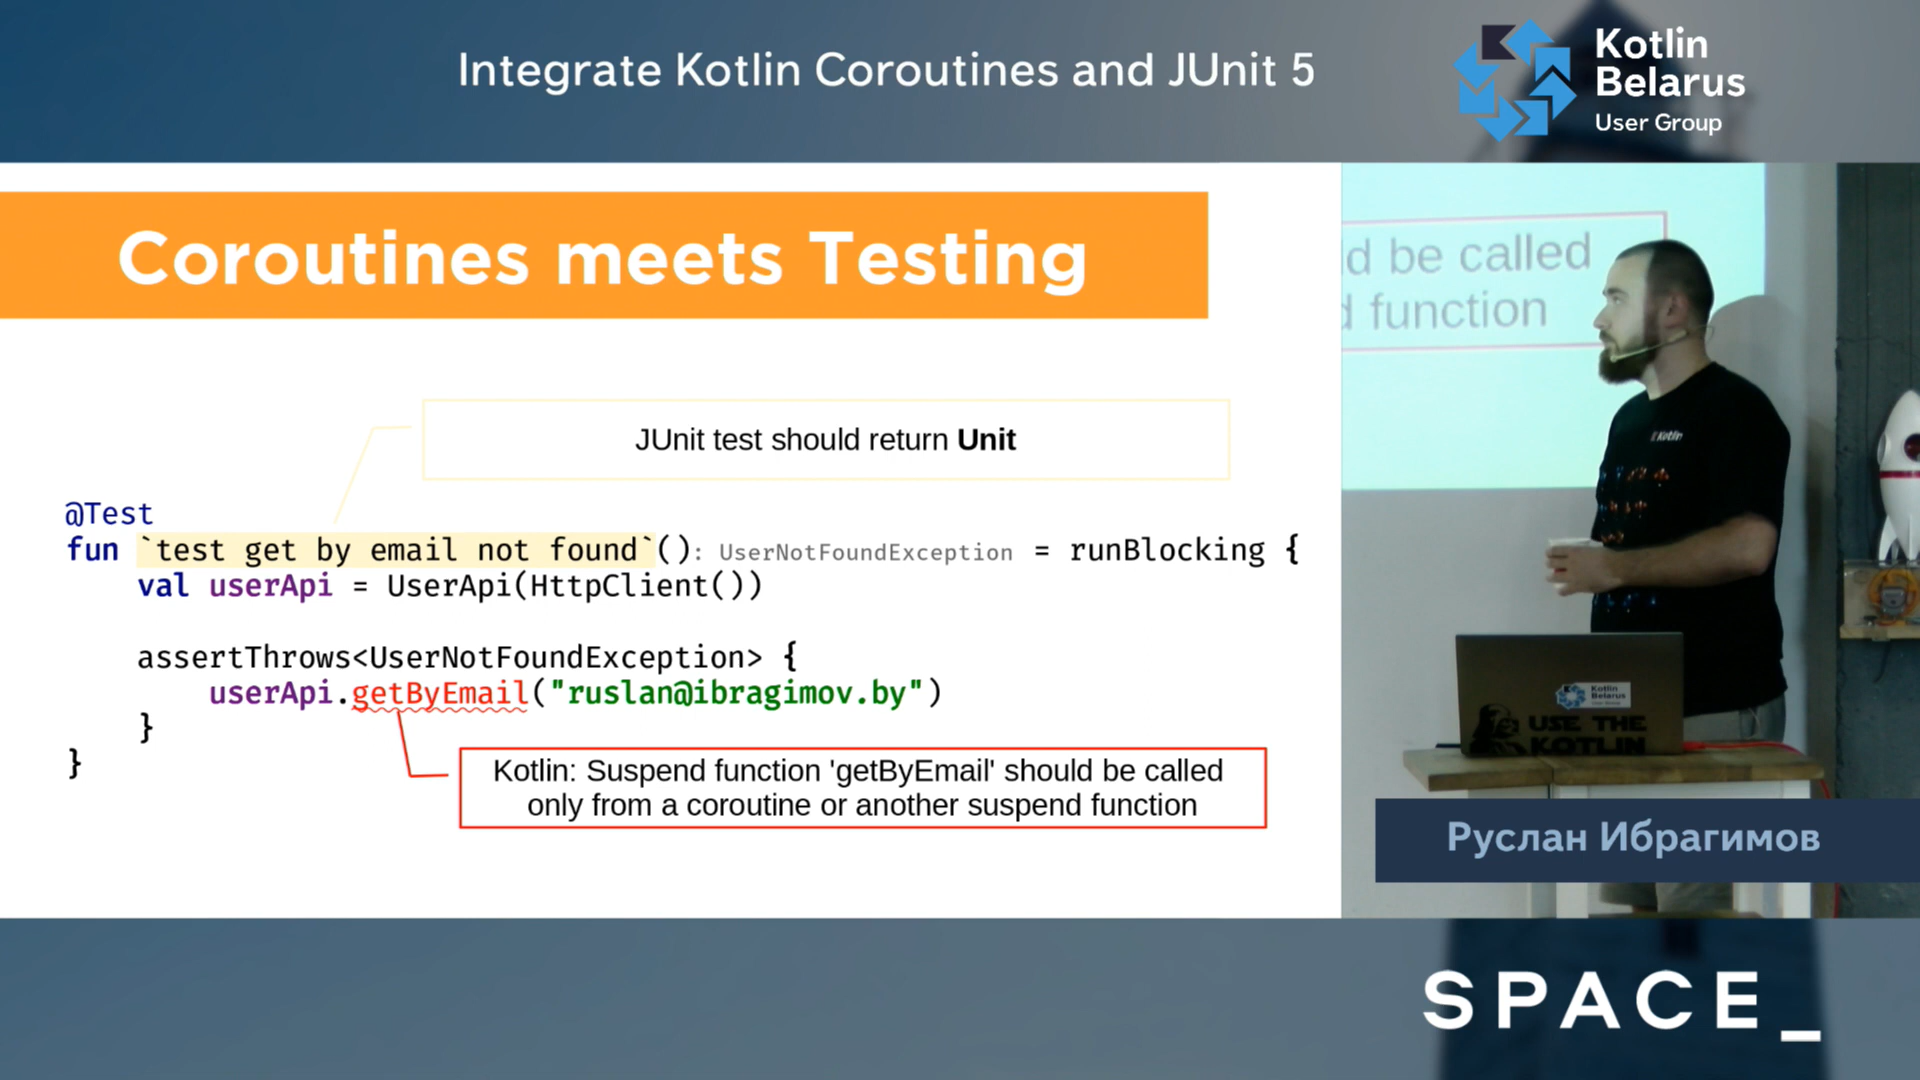 Integrate Kotlin Coroutines and JUnit 5
Kotlin
Belarus
User Group
Coroutines meets Testing
JUnit test should return Unit
@Test
fun `test get by email not found`(): UserNotFoundException = runBlocking {
val userApi = UserApi(HttpClient())
assertThrows<UserNotFoundException> {
userApi.getByEmail("ruslan@ibragimov.by")
}
}
Kotlin: Suspend function 'getByEmail' should be called
only from a coroutine or another suspend function
d be called
d function
Kotlin
Kotlin
Belarus
USE THE
KOTLIN
Руслан Ибрагимов
SPACE_